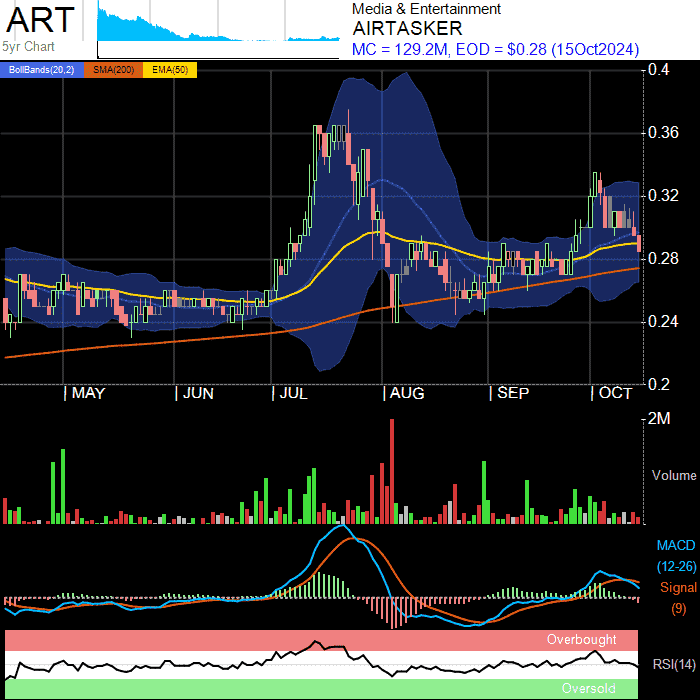 ART
5yr Chart
Media & Entertainment
AIRTASKER
MC = 129.2M, EOD = $0.28 (15Oct2024)
BollBands(20,2) SMA(200) EMA(50)
0.4
0.36
0.32
0.28
0.24
0.2
MAY JUN JUL AUG SEP OCT
2M
Volume
MACD
(12-26)
Signal
(9)
Overbought
RSI(14)
Oversold